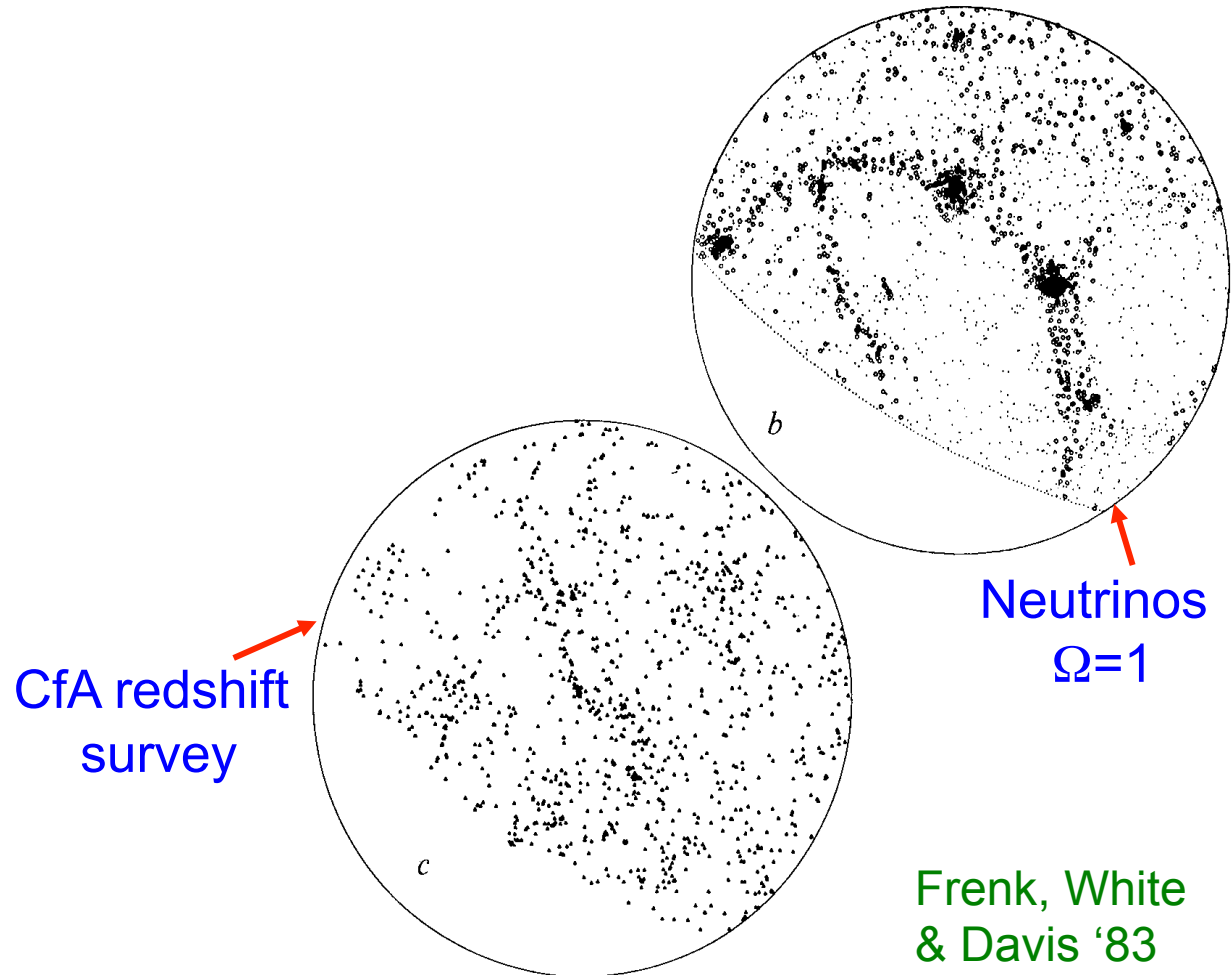 b
Neutrinos
Ω=1
CfA redshift
survey
c
Frenk, White
& Davis ‘83